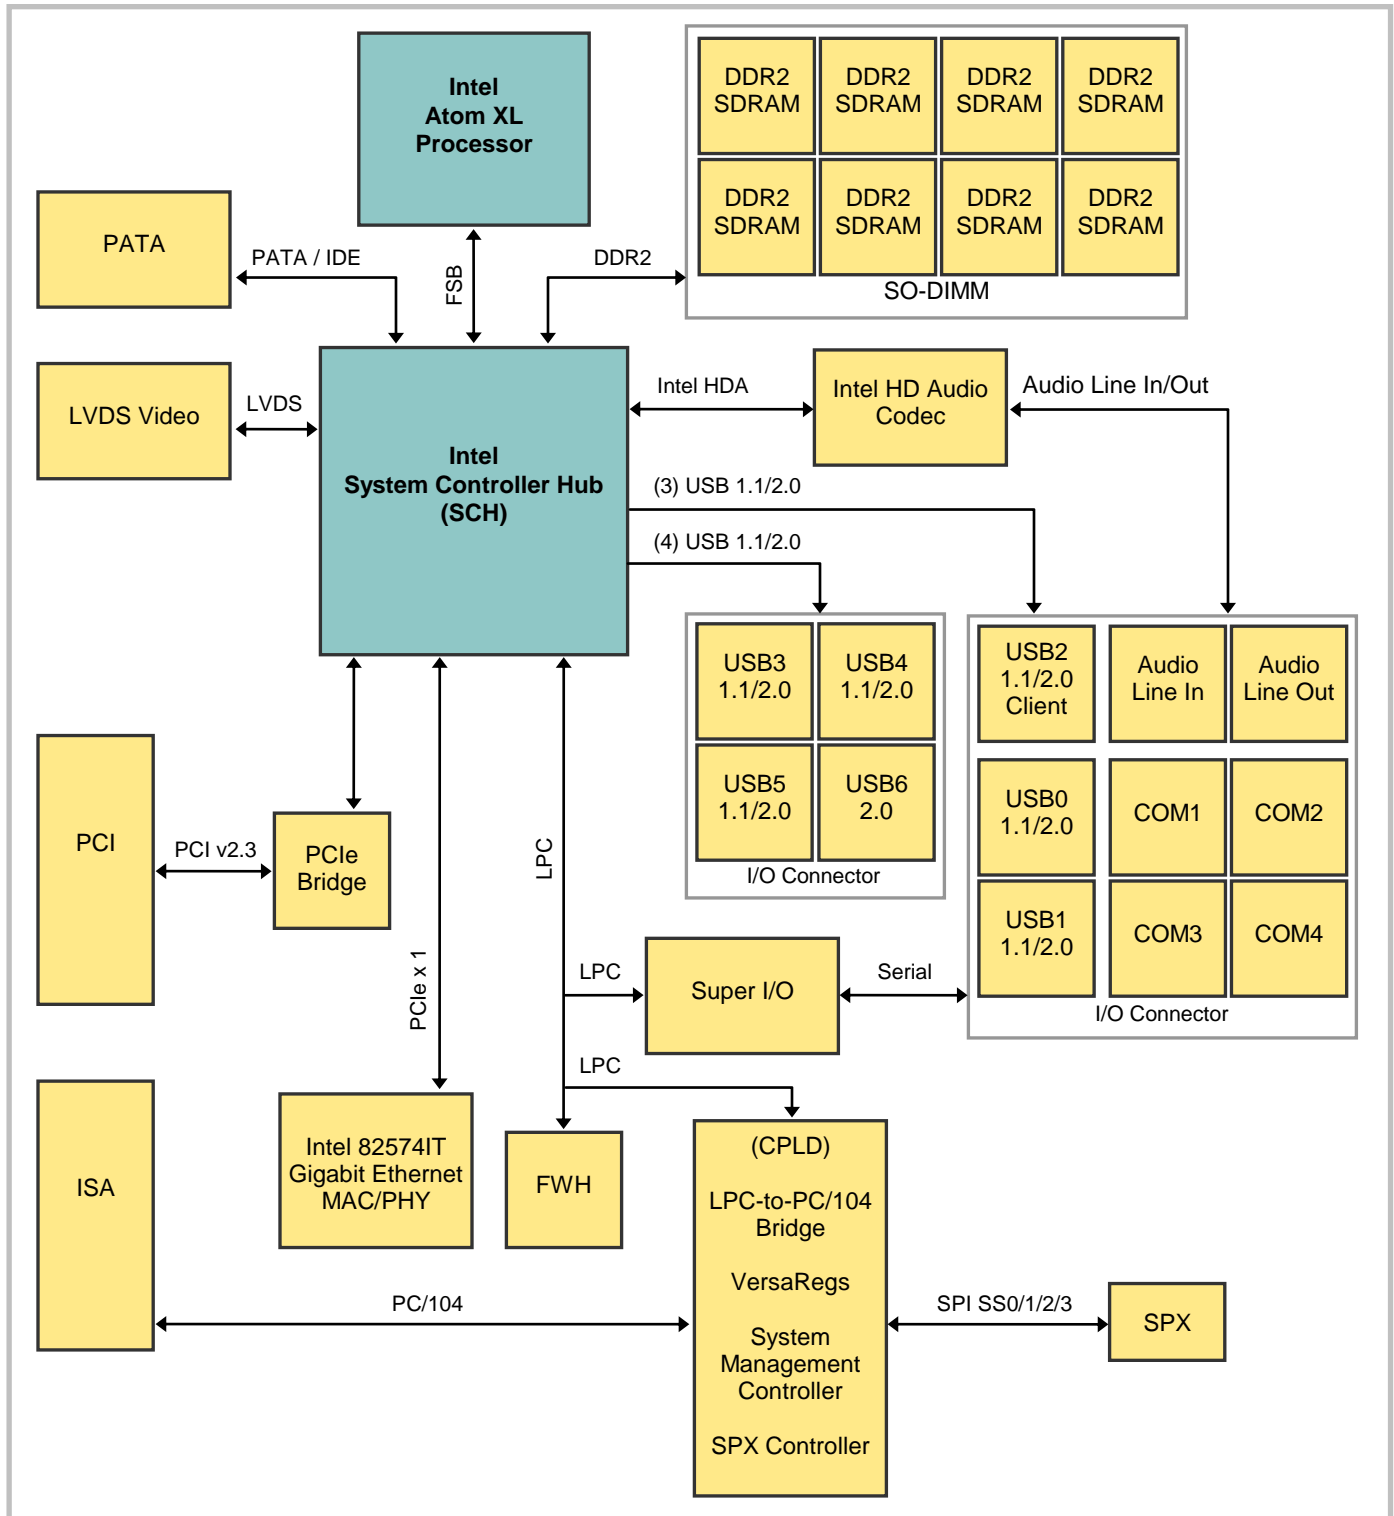 Intel
Atom XL
Processor
DDR2
SDRAM
DDR2
SDRAM
DDR2
SDRAM
DDR2
SDRAM
DDR2
SDRAM
DDR2
SDRAM
DDR2
SDRAM
DDR2
SDRAM
SO-DIMM
PATA
PATA / IDE
FSB
DDR2
LVDS Video
LVDS
Intel
System Controller Hub
(SCH)
Intel HDA
Intel HD Audio
Codec
Audio Line In/Out
(3) USB 1.1/2.0
(4) USB 1.1/2.0
USB3
1.1/2.0
USB4
1.1/2.0
USB5
1.1/2.0
USB6
2.0
I/O Connector
USB2
1.1/2.0
Client
Audio
Line In
Audio
Line Out
USB0
1.1/2.0
COM1
COM2
USB1
1.1/2.0
COM3
COM4
I/O Connector
PCI
PCI v2.3
PCIe
Bridge
PCIe x 1
LPC
LPC
Super I/O
Serial
LPC
ISA
Intel 82574IT
Gigabit Ethernet
MAC/PHY
FWH
(CPLD)
LPC-to-PC/104
Bridge
VersaRegs
System
Management
Controller
SPX Controller
PC/104
SPI SS0/1/2/3
SPX